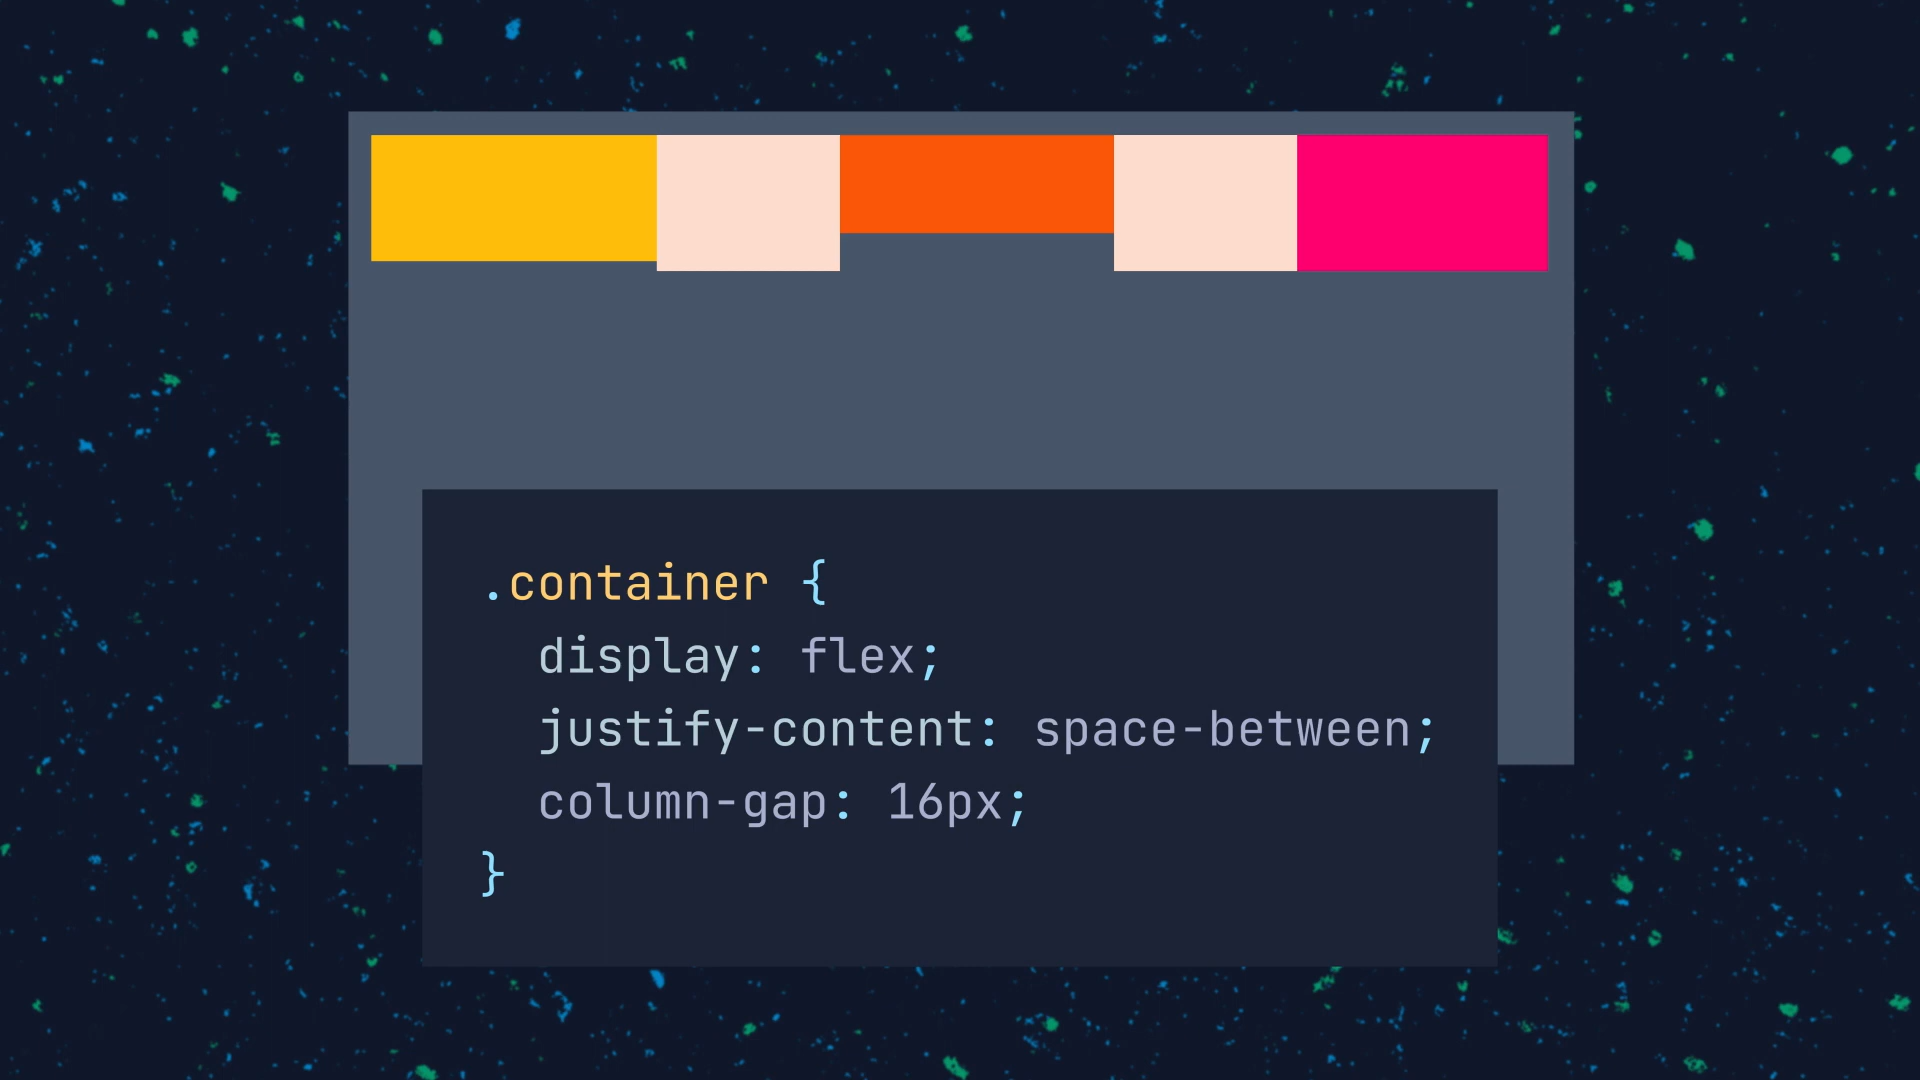 .container {
  display: flex;
  justify-content: space-between;
  column-gap: 16px;
}